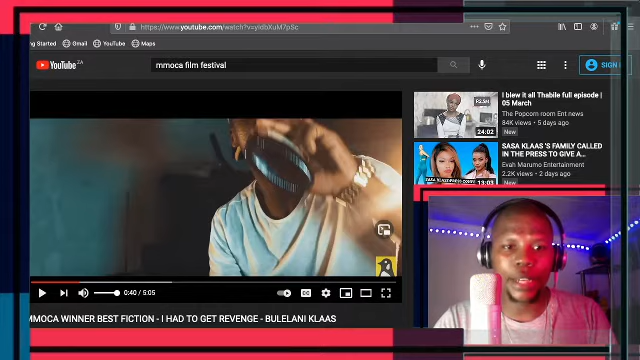 https://www.youtube.com/watch?v=yldbXuM7pSc
ng Started
Gmail
YouTube
Maps
YouTube ZA
mmoca film festival
SIGN I
I blew it all Thabile full episode |
05 March
The Popcorn room Ent news
84K views • 5 days ago
New
24:02
SASA KLAAS 'S FAMILY CALLED
IN THE PRESS TO GIVE A...
Evah Marumo Entertainment
2.2K views • 2 days ago
New
13:03
0:40 / 5:05
MMOCA WINNER BEST FICTION - I HAD TO GET REVENGE - BULELANI KLAAS